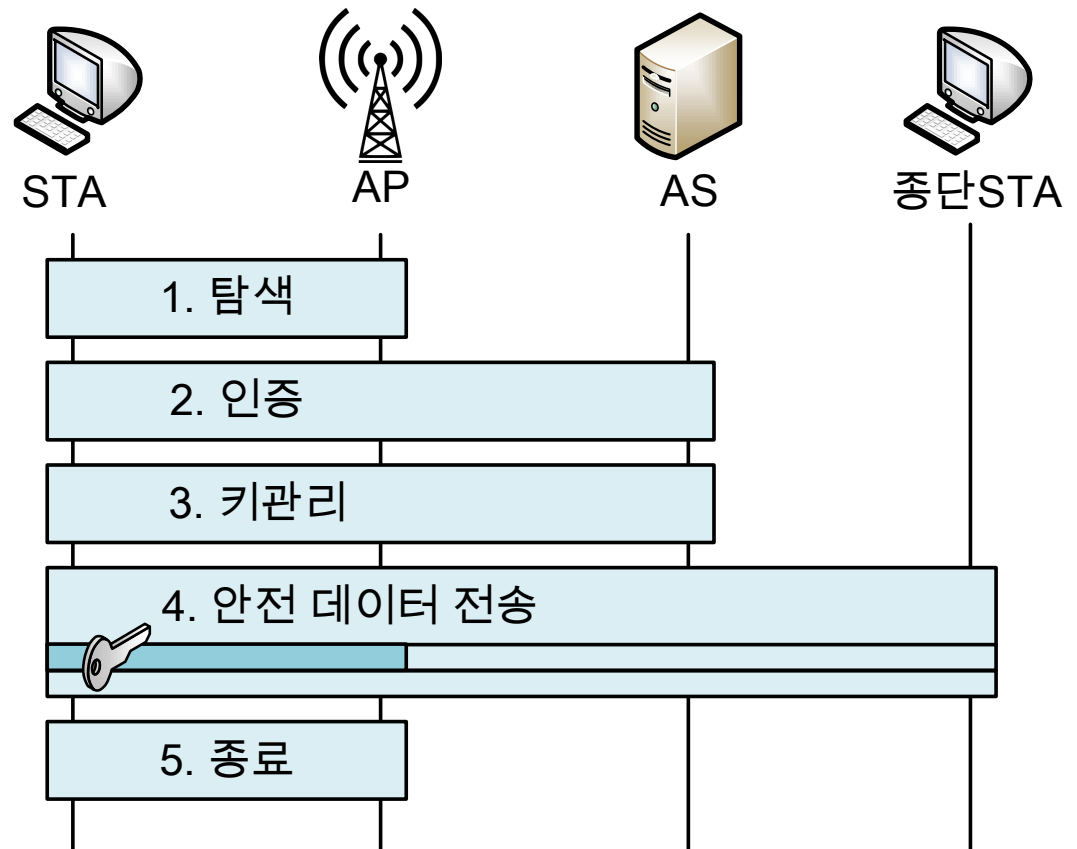 STA
AP
AS
종단STA
1. 탐색
2. 인증
3. 키관리
4. 안전 데이터 전송
5. 종료